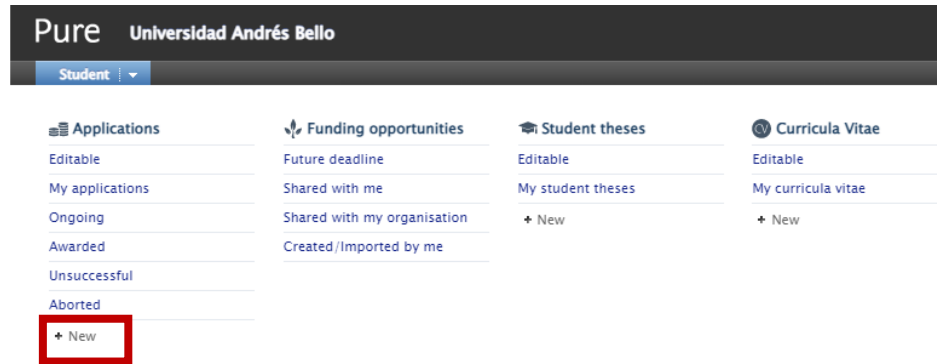 Pure Universidad Andrés Bello
Student
Applications
Editable
My applications
Ongoing
Awarded
Unsuccessful
Aborted
+ New
Funding opportunities
Future deadline
Shared with me
Shared with my organisation
Created/Imported by me
Student theses
Editable
My student theses
+ New
CV Curricula Vitae
Editable
My curricula vitae
+ New